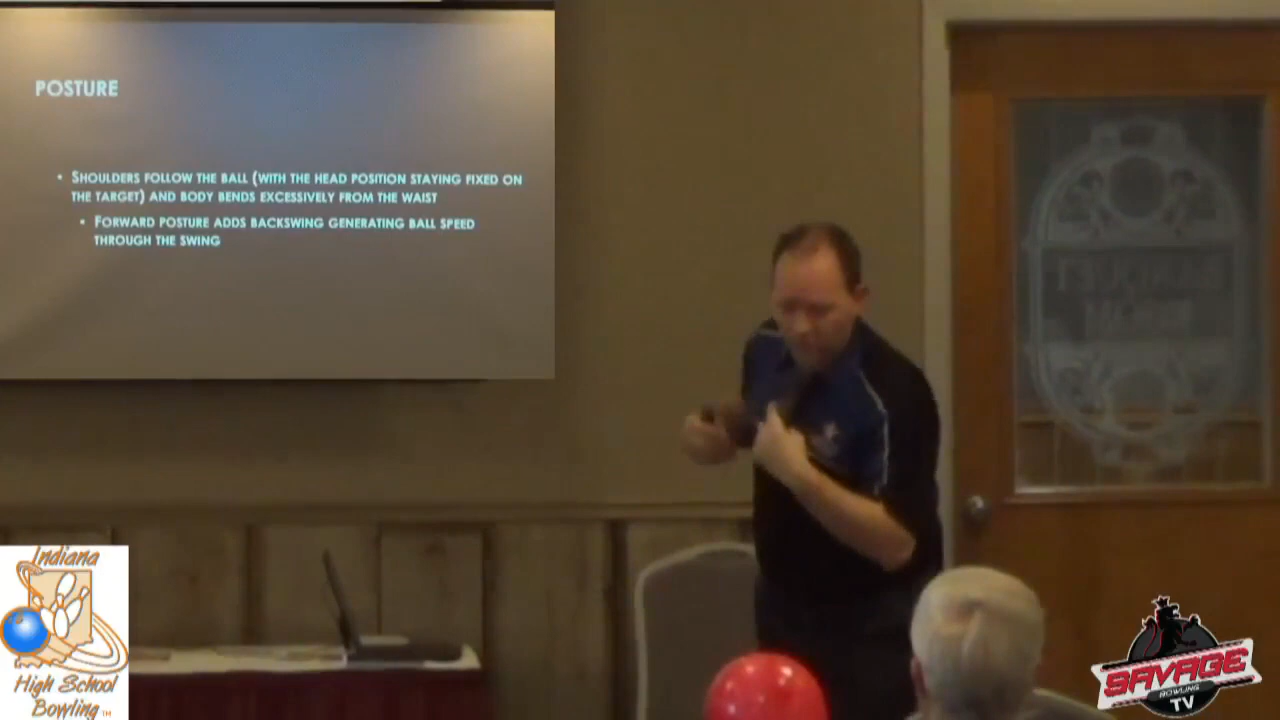 POSTURE
• SHOULDERS FOLLOW THE BALL (WITH THE HEAD POSITION STAYING FIXED ON
THE TARGET) AND BODY BENDS EXCESSIVELY FROM THE WAIST
• FORWARD POSTURE ADDS BACKSWING GENERATING BALL SPEED
THROUGH THE SWING
Indiana
High School
Bowling™
SAVAGE
BOWLING
TV